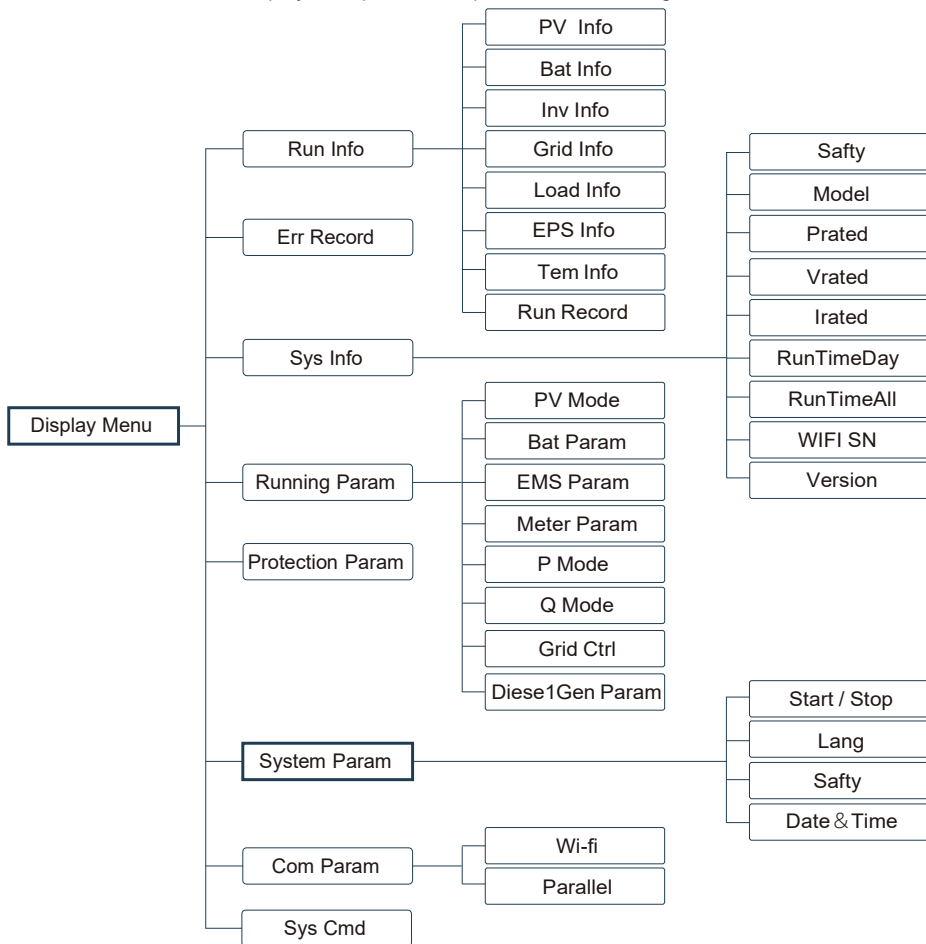 PV Info
Bat Info
Inv Info
Run Info
Grid Info
Load Info
EPS Info
Tem Info
Run Record
Err Record
Sys Info
Safty
Model
Prated
Vrated
Irated
RunTimeDay
RunTimeAll
WIFI SN
Version
Display Menu
Running Param
PV Mode
Bat Param
EMS Param
Meter Param
P Mode
Q Mode
Grid Ctrl
Diese1Gen Param
Protection Param
System Param
Start / Stop
Lang
Safty
Date＆Time
Com Param
Wi-fi
Parallel
Sys Cmd